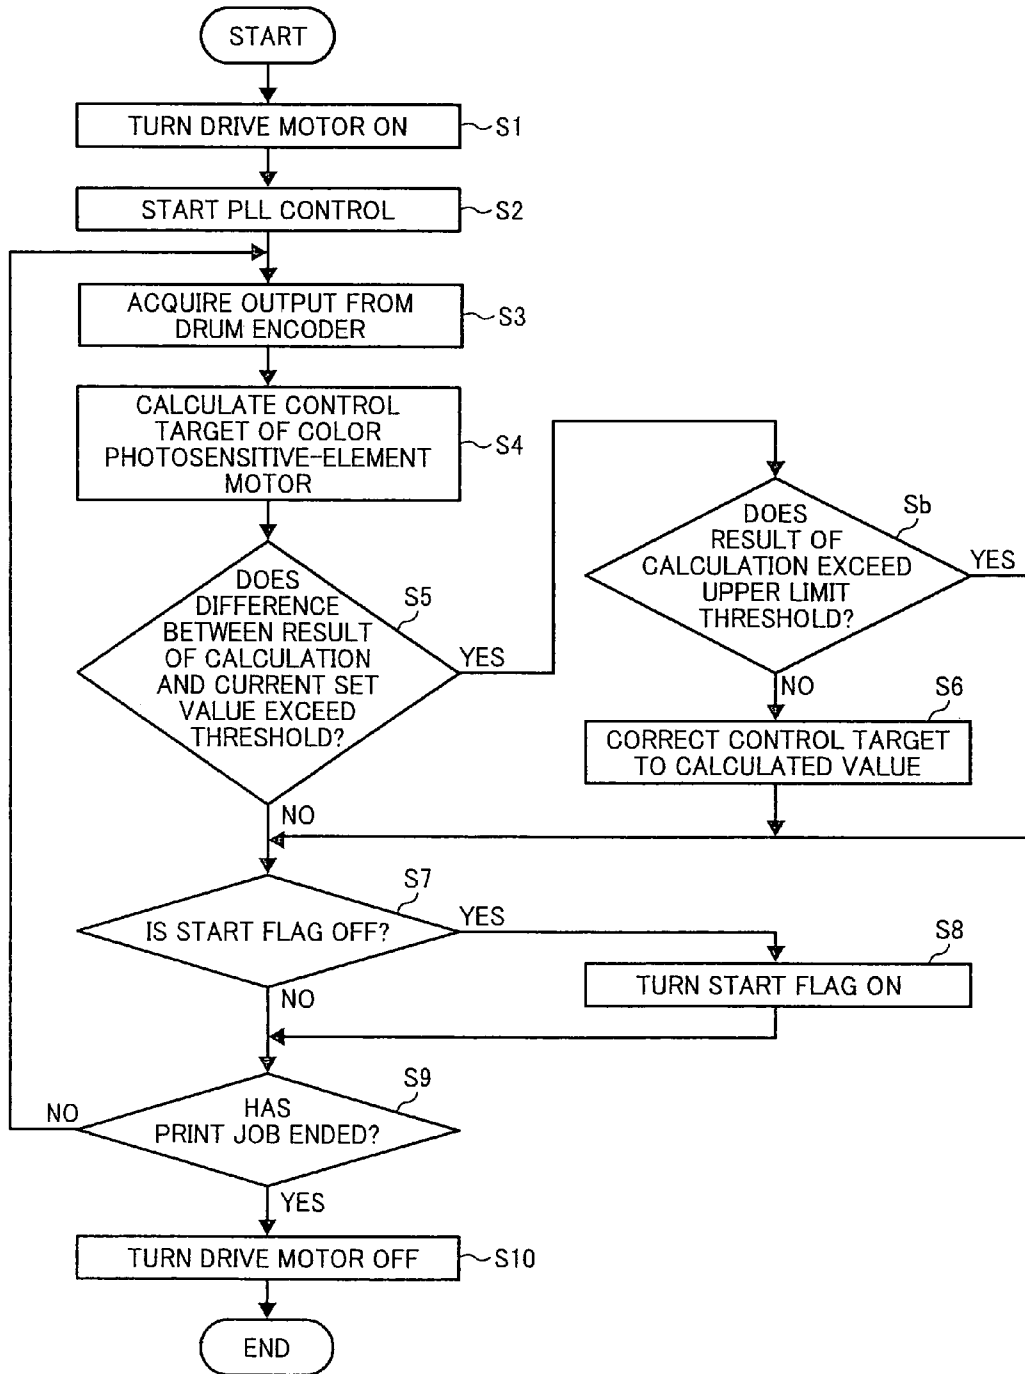 START
TURN DRIVE MOTOR ON
S1
START PLL CONTROL
S2
ACQUIRE OUTPUT FROM
DRUM ENCODER
S3
CALCULATE CONTROL
TARGET OF COLOR
PHOTOSENSITIVE-ELEMENT
MOTOR
S4
DOES
DIFFERENCE
BETWEEN RESULT
OF CALCULATION
AND CURRENT SET
VALUE EXCEED
THRESHOLD?
S5
YES
NO
DOES
RESULT OF
CALCULATION EXCEED
UPPER LIMIT
THRESHOLD?
Sb
YES
NO
CORRECT CONTROL TARGET
TO CALCULATED VALUE
S6
IS START FLAG OFF?
S7
YES
NO
TURN START FLAG ON
S8
HAS
PRINT JOB ENDED?
S9
NO
YES
TURN DRIVE MOTOR OFF
S10
END